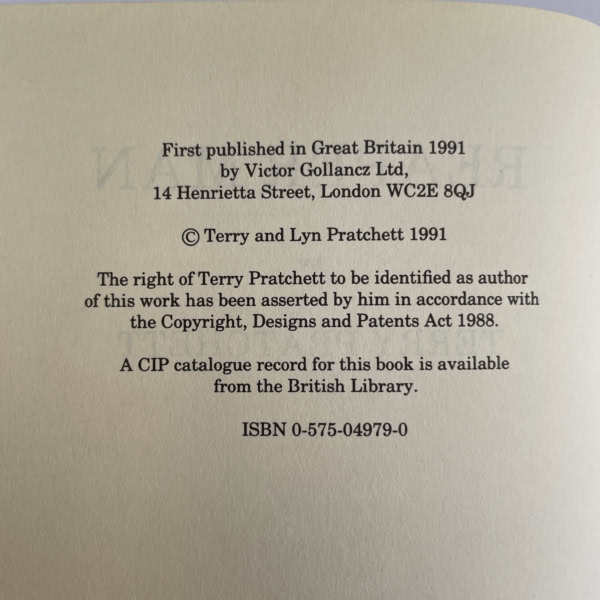 First published in Great Britain 1991
by Victor Gollancz Ltd,
14 Henrietta Street, London WC2E 8QJ
© Terry and Lyn Pratchett 1991
The right of Terry Pratchett to be identified as author
of this work has been asserted by him in accordance with
the Copyright, Designs and Patents Act 1988.
A CIP catalogue record for this book is available
from the British Library.
ISBN 0-575-04979-0